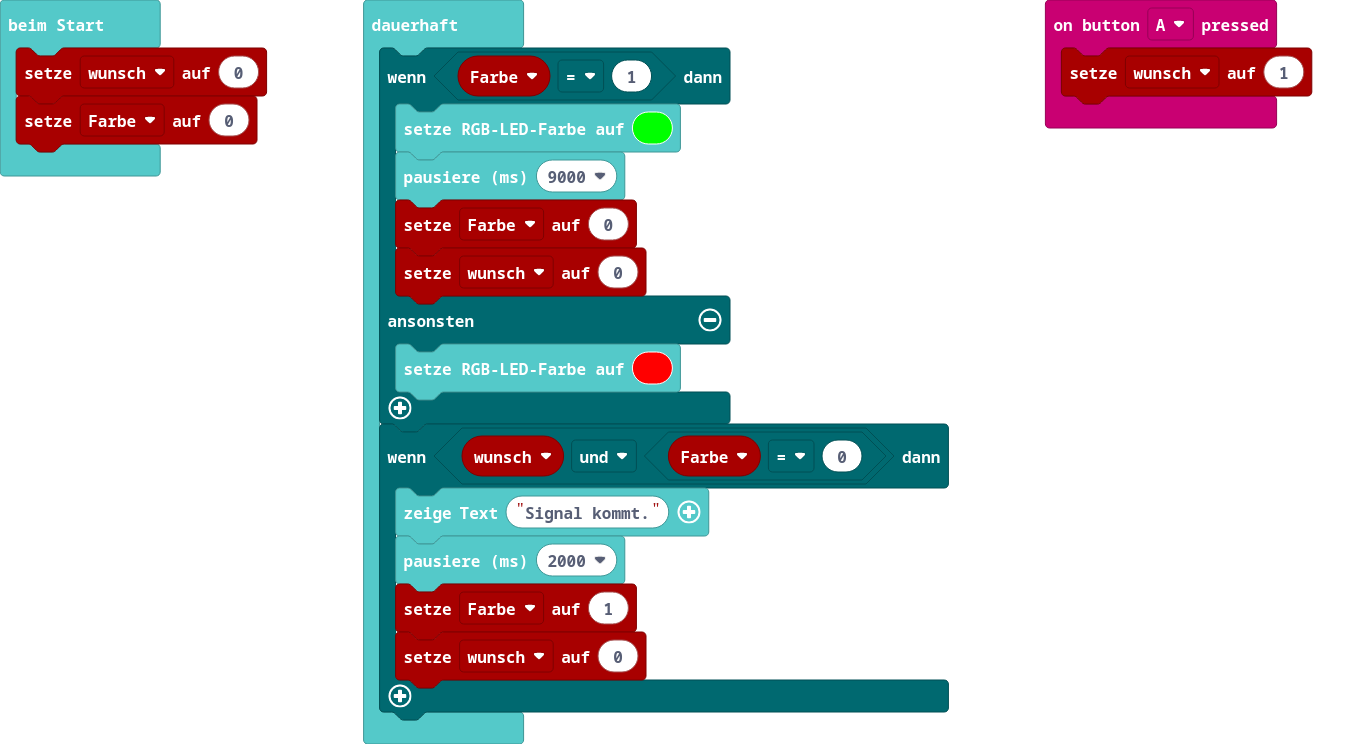 beim Start
setze wunsch auf 0
setze Farbe auf 0
dauerhaft
wenn Farbe = 1 dann
setze RGB-LED-Farbe auf
pausiere (ms) 9000
setze Farbe auf 0
setze wunsch auf 0
ansonsten
setze RGB-LED-Farbe auf
wenn wunsch und Farbe = 0 dann
zeige Text "Signal kommt."
pausiere (ms) 2000
setze Farbe auf 1
setze wunsch auf 0
on button A pressed
setze wunsch auf 1